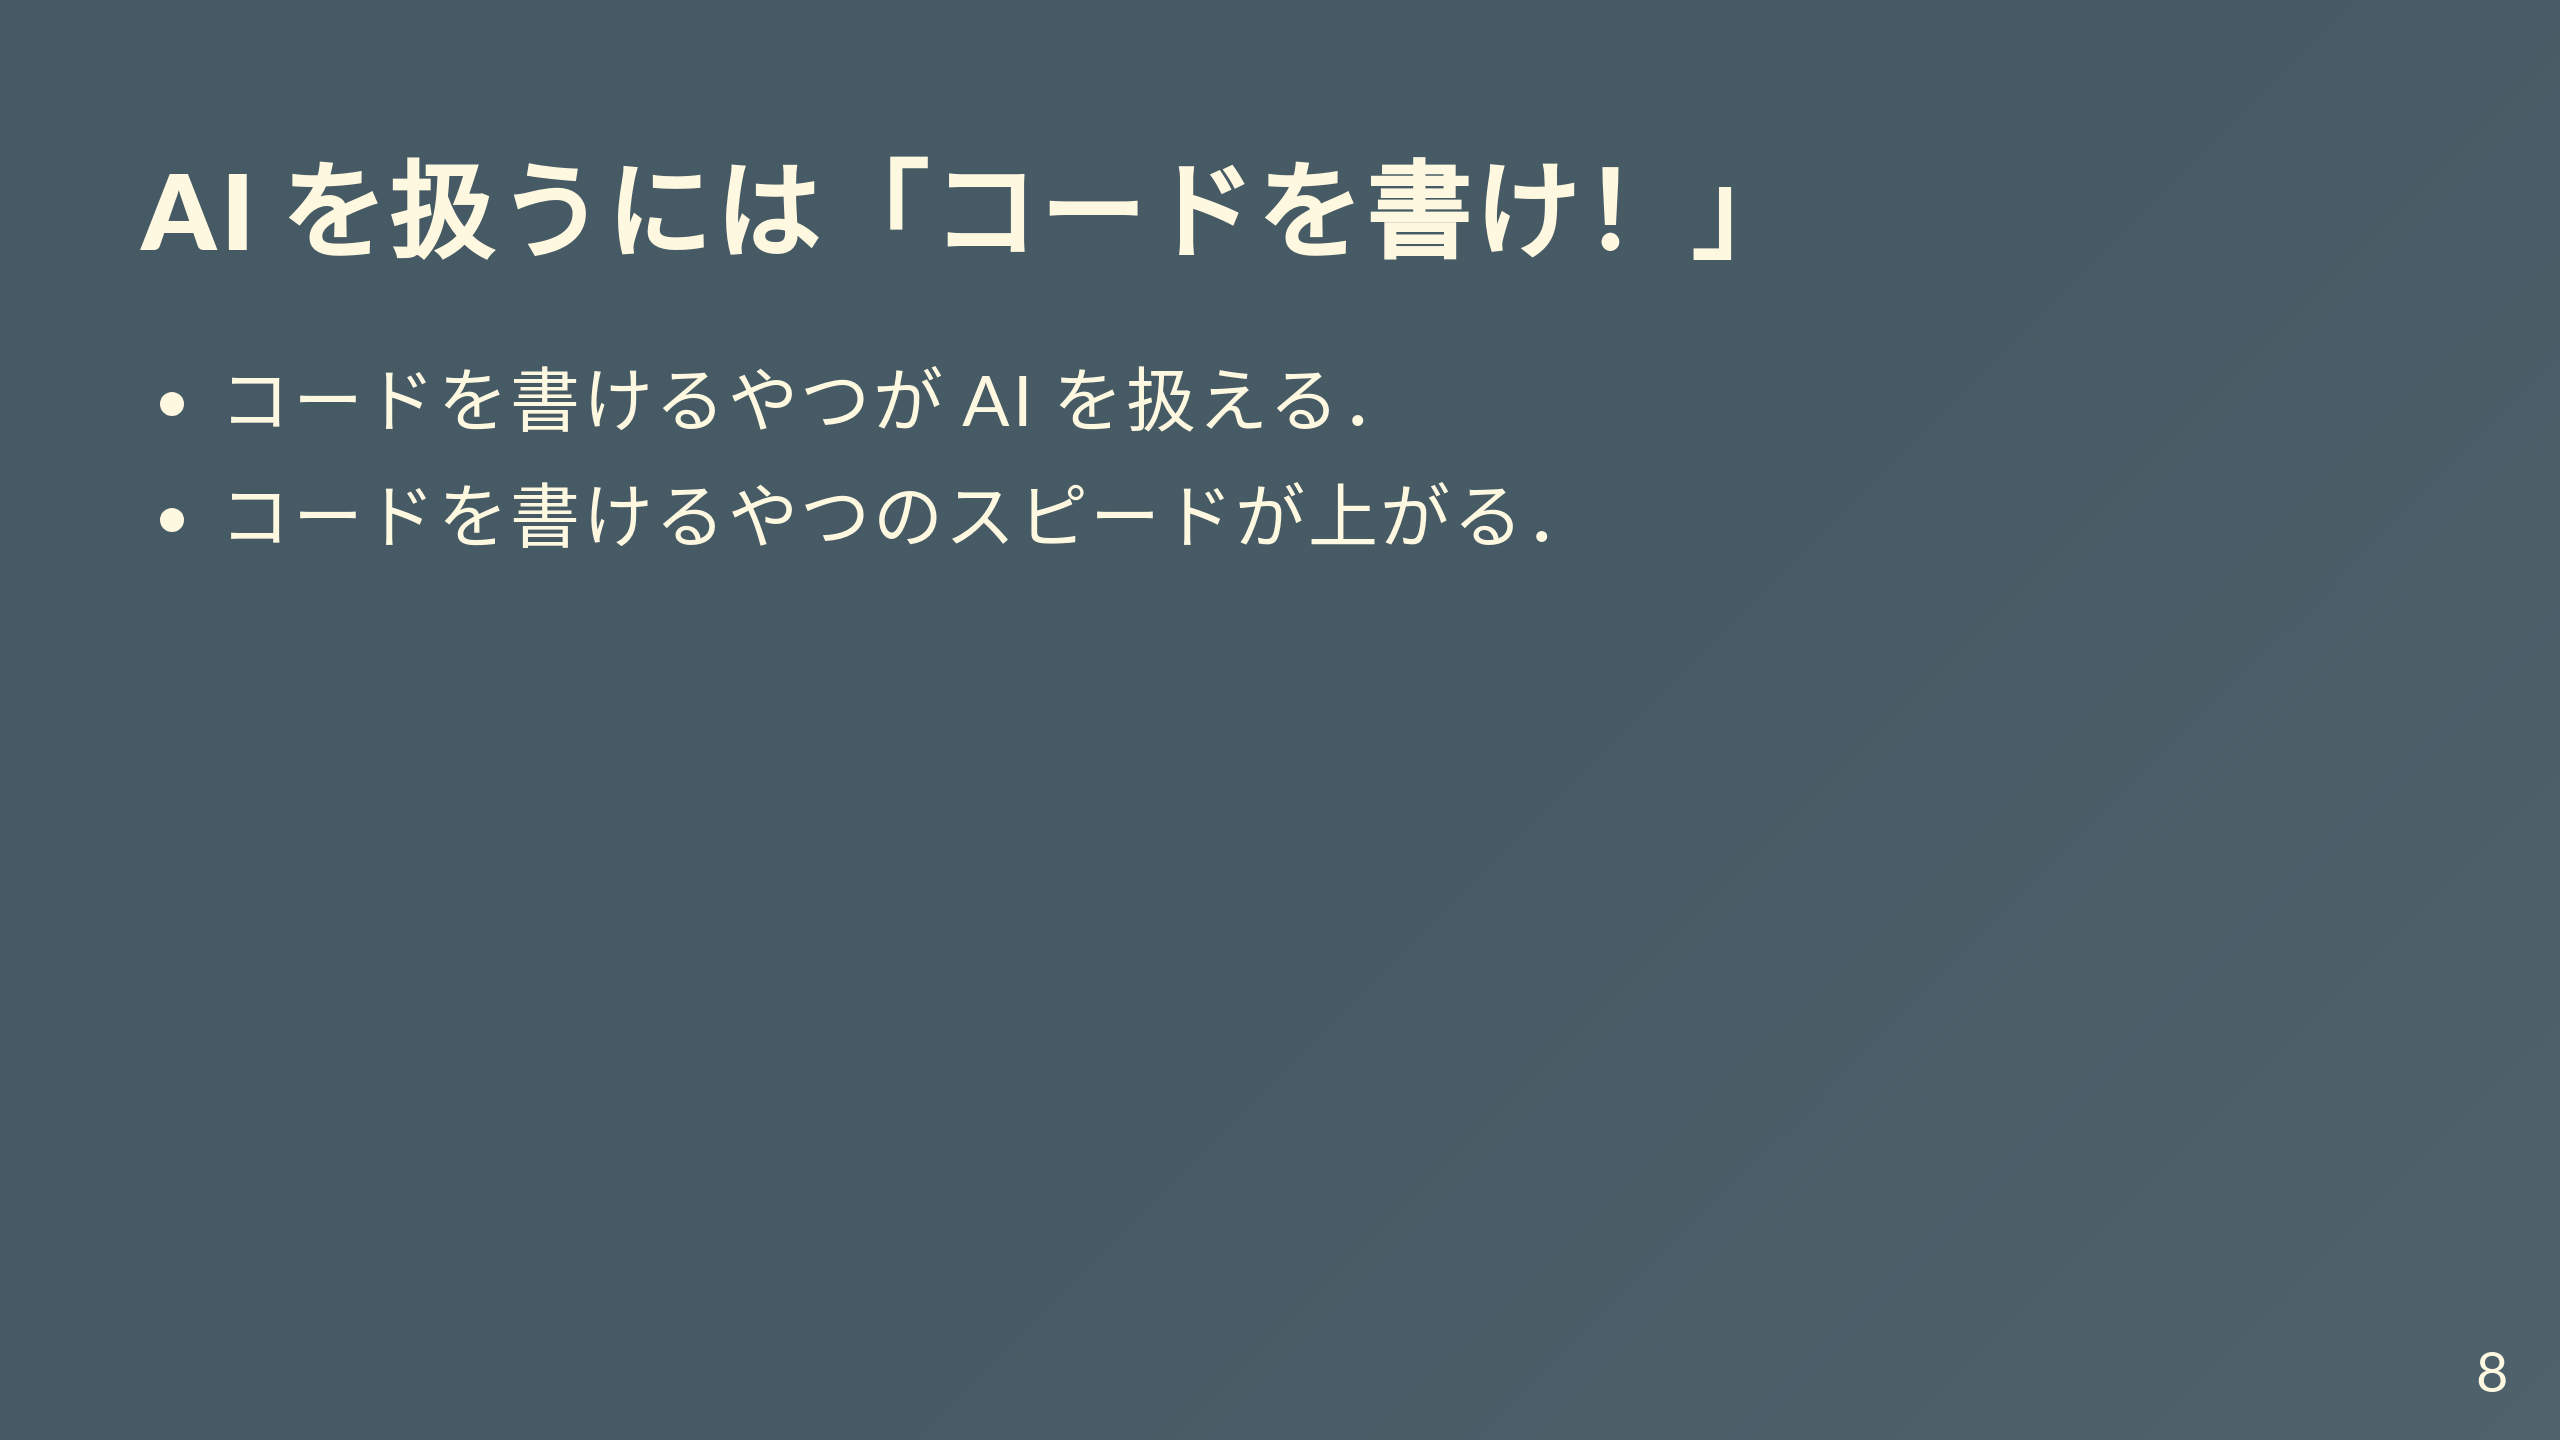 AI を扱うには「コードを書け！」
• コードを書けるやつが AI を扱える．
• コードを書けるやつのスピードが上がる．
8